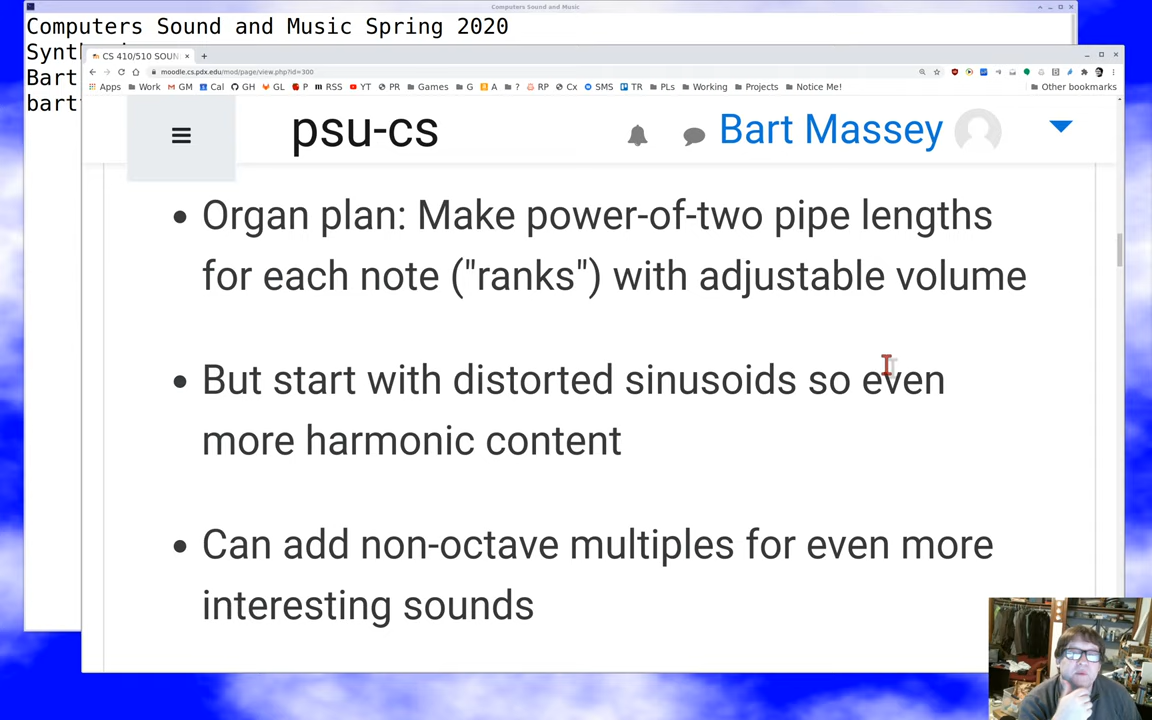 Computers Sound and Music
Computers Sound and Music Spring 2020
Synt
Bart
bart
CS 410/510 SOUN
moodle.cs.pdx.edu/mod/page/view.php?id=300
Apps Work GM Cal GH GL P RSS YT PR Games G A ? RP Cx SMS TR PLs Working Projects Notice Me! Other bookmarks
psu-cs Bart Massey
• Organ plan: Make power-of-two pipe lengths
for each note ("ranks") with adjustable volume
• But start with distorted sinusoids so even
more harmonic content
• Can add non-octave multiples for even more
interesting sounds